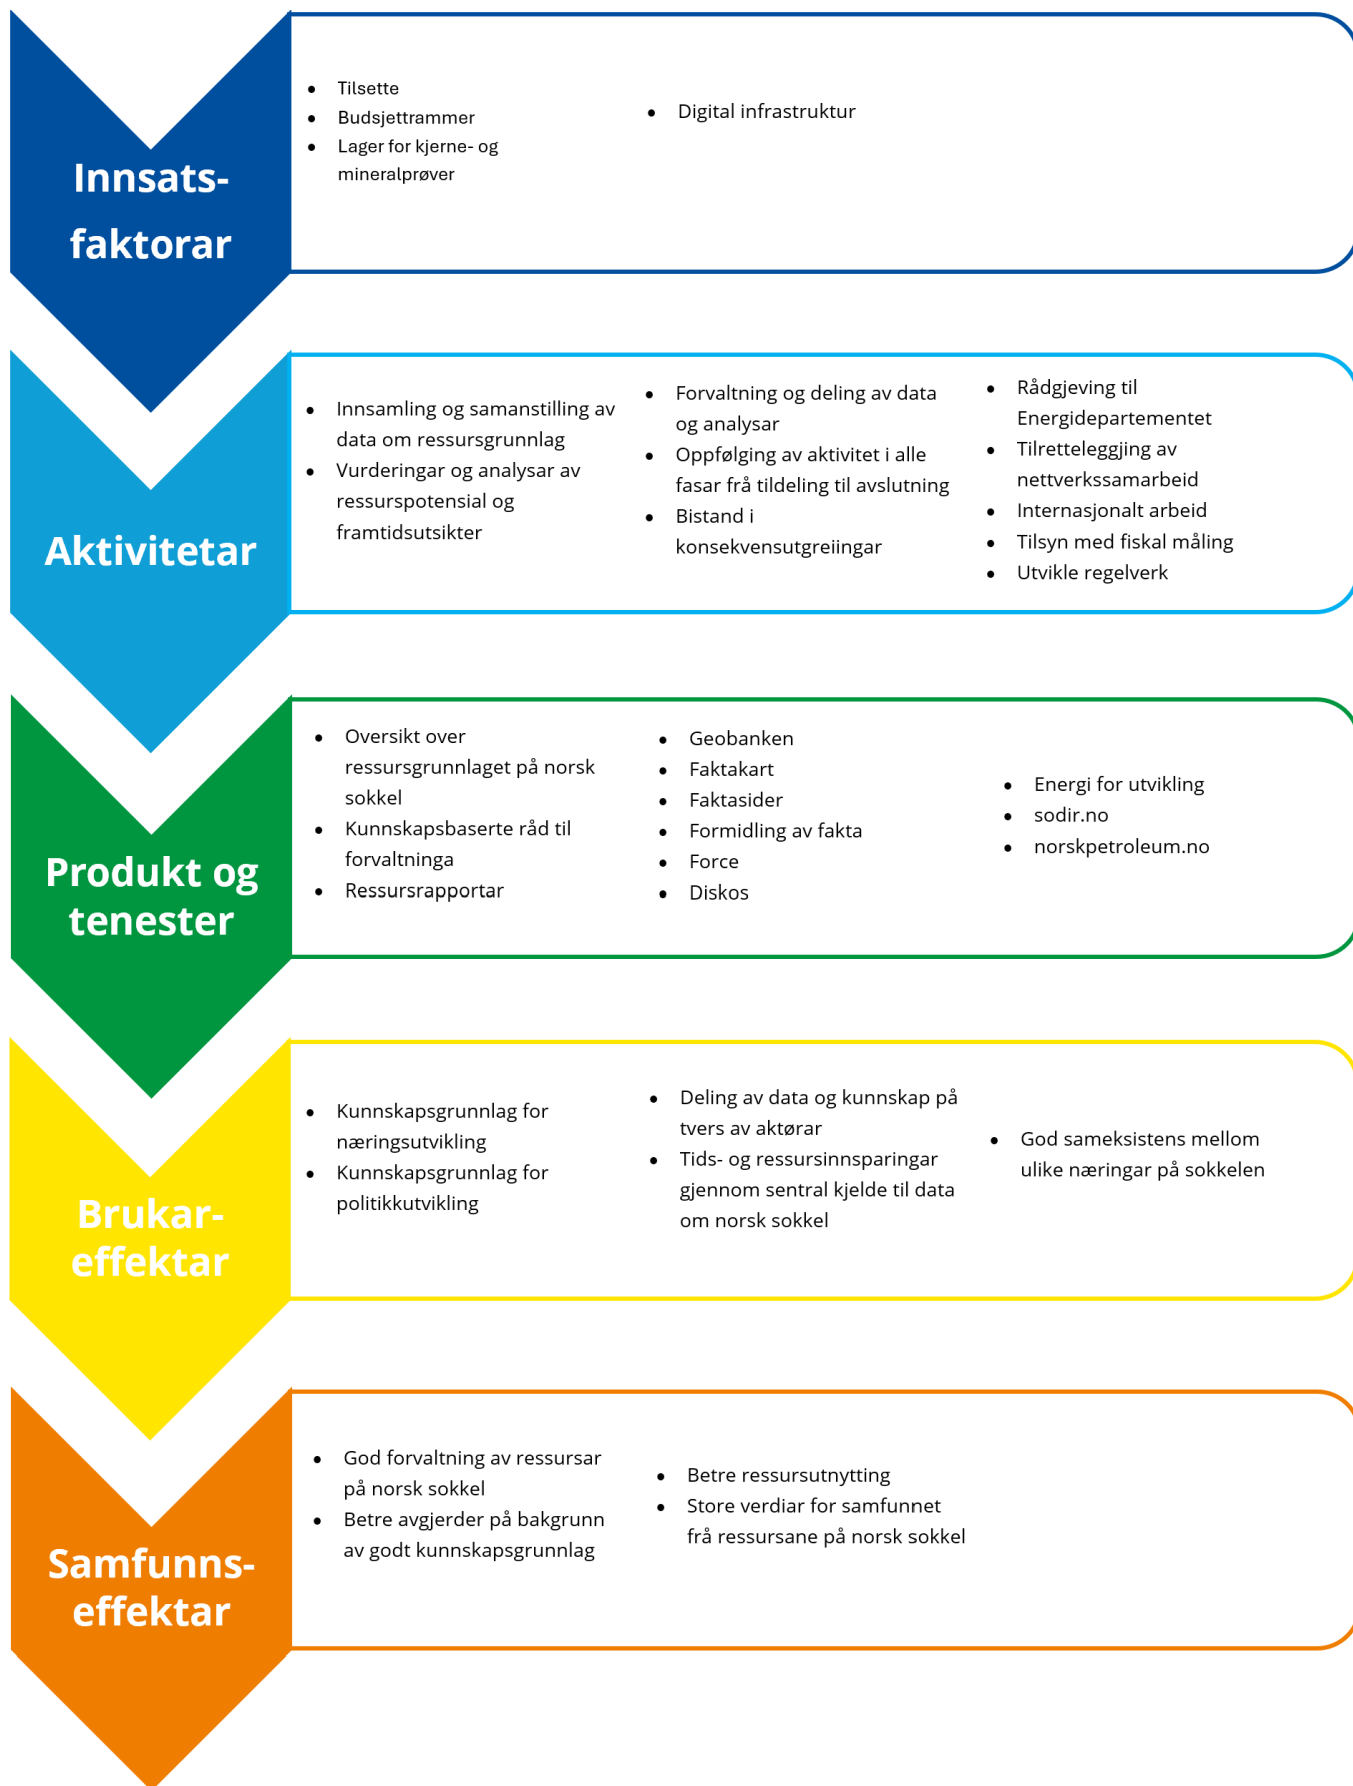 Innsats-
faktorar
• Tilsette
• Budsjettrammer
• Lager for kjerne- og
mineralprøver
• Digital infrastruktur
Aktivitetar
• Innsamling og samanstilling av
data om ressursgrunnlag
• Vurderingar og analysar av
ressurspotensial og
framtidsutsikter
• Forvaltning og deling av data
og analysar
• Oppfølging av aktivitet i alle
fasar frå tildeling til avslutning
• Bistand i
konsekvensutgreiingar
• Rådgjeving til
Energidepartementet
• Tilretteleggjing av
nettverkssamarbeid
• Internasjonalt arbeid
• Tilsyn med fiskal måling
• Utvikle regelverk
Produkt og
tenester
• Oversikt over
ressursgrunnlaget på norsk
sokkel
• Kunnskapsbaserte råd til
forvaltninga
• Ressursrapportar
• Geobanken
• Faktakart
• Faktasider
• Formidling av fakta
• Force
• Diskos
• Energi for utvikling
• sodir.no
• norskpetroleum.no
Brukar-
effektar
• Kunnskapsgrunnlag for
næringsutvikling
• Kunnskapsgrunnlag for
politikkutvikling
• Deling av data og kunnskap på
tvers av aktørar
• Tids- og ressursinnsparingar
gjennom sentral kjelde til data
om norsk sokkel
• God sameksistens mellom
ulike næringar på sokkelen
Samfunns-
effektar
• God forvaltning av ressursar
på norsk sokkel
• Betre avgjerder på bakgrunn
av godt kunnskapsgrunnlag
• Betre ressursutnytting
• Store verdiar for samfunnet
frå ressursane på norsk sokkel